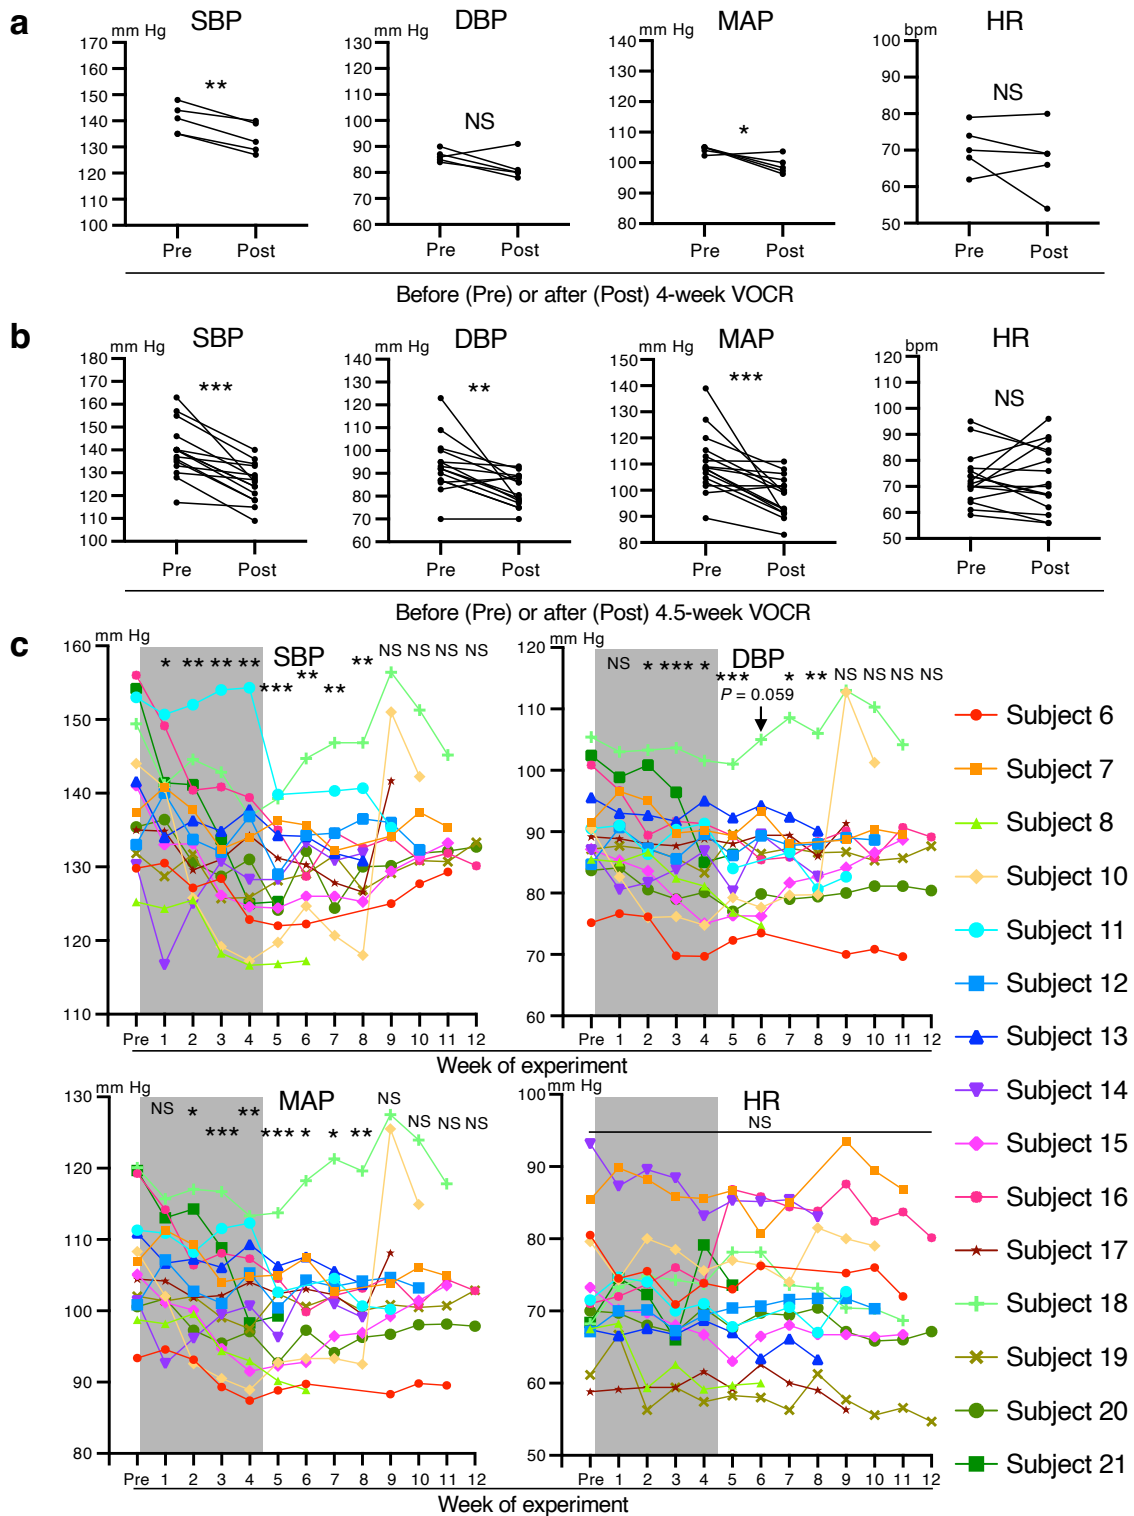 a
SBP
DBP
MAP
HR
mm Hg
mm Hg
mm Hg
bpm
170
160
150
140
130
120
110
100
**
Pre
Post
130
120
110
100
90
80
70
60
NS
Pre
Post
140
130
120
110
100
90
80
*
Pre
Post
100
90
80
70
60
50
NS
Pre
Post
Before (Pre) or after (Post) 4-week VOCR
b
SBP
DBP
MAP
HR
mm Hg
mm Hg
mm Hg
bpm
180
170
160
150
140
130
120
110
100
***
Pre
Post
140
130
120
110
100
90
80
70
60
**
Pre
Post
150
140
130
120
110
100
90
80
***
Pre
Post
120
110
100
90
80
70
60
50
NS
Pre
Post
Before (Pre) or after (Post) 4.5-week VOCR
c
mm Hg
SBP
160
150
140
130
120
110
* ** ** ** *** ** ** ** NS NS NS NS
Pre 1 2 3 4 5 6 7 8 9 10 11 12
mm Hg
DBP
120
110
100
90
80
70
60
NS * *** * *** P = 0.059 * ** NS NS NS NS
Pre 1 2 3 4 5 6 7 8 9 10 11 12
Week of experiment
mm Hg
MAP
130
120
110
100
90
80
NS * *** ** *** * * ** NS NS NS NS
Pre 1 2 3 4 5 6 7 8 9 10 11 12
mm Hg
HR
NS
100
90
80
70
60
50
Pre 1 2 3 4 5 6 7 8 9 10 11 12
Week of experiment
Subject 6
Subject 7
Subject 8
Subject 10
Subject 11
Subject 12
Subject 13
Subject 14
Subject 15
Subject 16
Subject 17
Subject 18
Subject 19
Subject 20
Subject 21